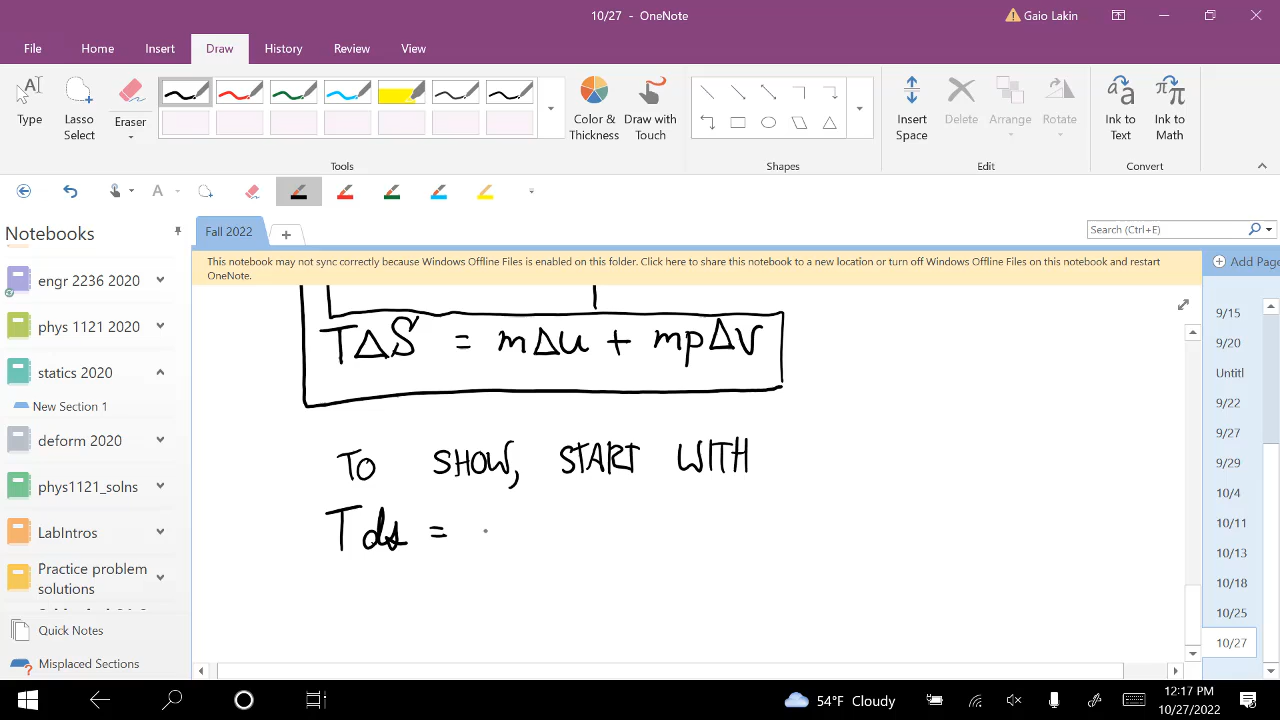 10/27 - OneNote
Gaio Lakin
File Home Insert Draw History Review View
Type
Lasso Select
Eraser
Color & Thickness
Draw with Touch
Insert Space
Delete
Arrange
Rotate
Ink to Text
Ink to Math
Tools
Shapes
Edit
Convert
Notebooks
Fall 2022
Search (Ctrl+E)
This notebook may not sync correctly because Windows Offline Files is enabled on this folder. Click here to share this notebook to a new location or turn off Windows Offline Files on this notebook and restart
OneNote.
Add Page
engr 2236 2020
phys 1121 2020
statics 2020
New Section 1
deform 2020
phys1121_solns
LabIntros
Practice problem
solutions
Quick Notes
Misplaced Sections
TΔS = mΔu + mpΔV
TO SHOW, START WITH
Tds =
9/15
9/20
Untitl
9/22
9/27
9/29
10/4
10/11
10/13
10/18
10/25
10/27
54°F Cloudy
12:17 PM
10/27/2022